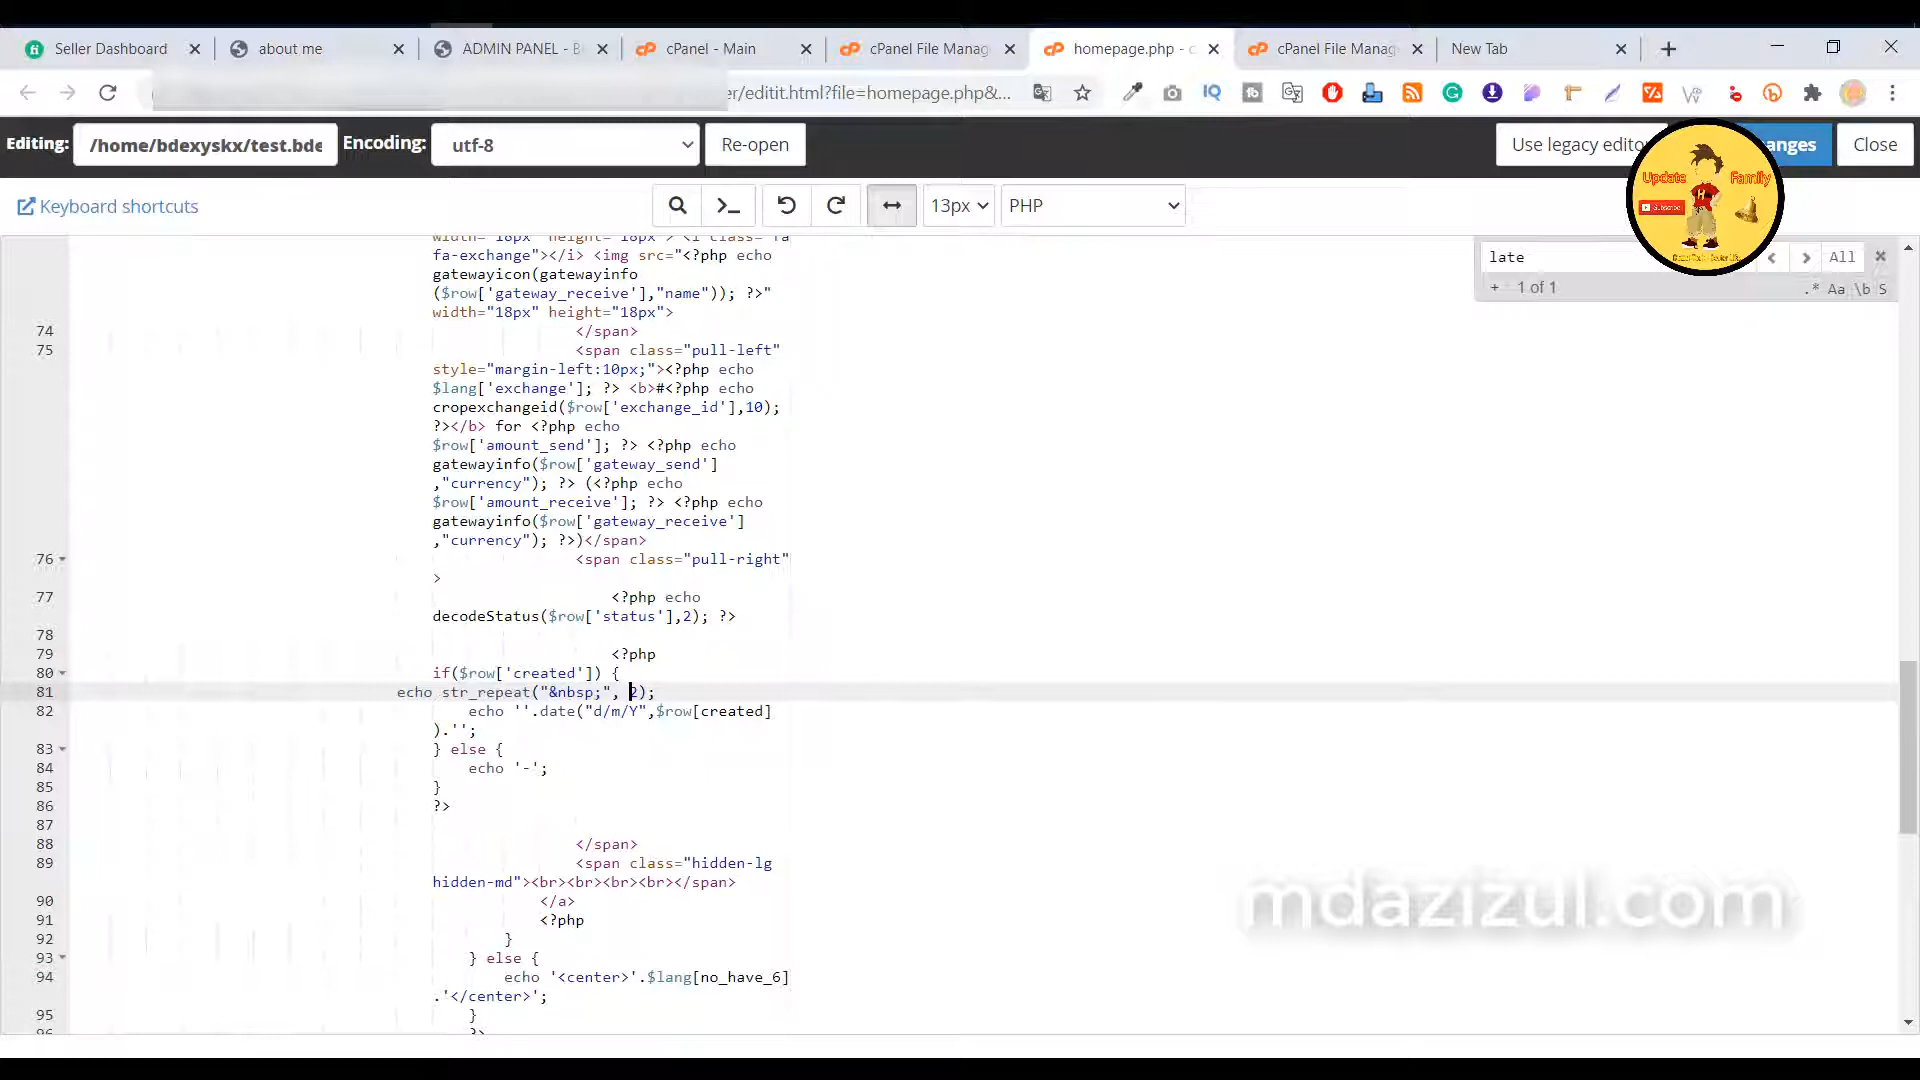 Seller Dashboard
about me
ADMIN PANEL - B
cPanel - Main
cPanel File Manag
homepage.php - c
cPanel File Manag
New Tab
er/editit.html?file=homepage.php&...
Editing:
/home/bdexyskx/test.bde
Encoding:
utf-8
Re-open
Use legacy editor
anges
Close
Update Family
Subscribe
Keyboard shortcuts
13px
PHP
late
All
+ 1 of 1
.* Aa \b S
width="18px" height="18px"> <i class="fa
fa-exchange"></i> <img src="<?php echo
gatewayicon(gatewayinfo
($row['gateway_receive'],"name")); ?>"
width="18px" height="18px">
74 </span>
75 <span class="pull-left"
style="margin-left:10px;"><?php echo
$lang['exchange']; ?> <b>#<?php echo
cropexchangeid($row['exchange_id'],10);
?></b> for <?php echo
$row['amount_send']; ?> <?php echo
gatewayinfo($row['gateway_send']
,"currency"); ?> (<?php echo
$row['amount_receive']; ?> <?php echo
gatewayinfo($row['gateway_receive']
,"currency"); ?>)</span>
76 <span class="pull-right"
>
77 <?php echo
decodeStatus($row['status'],2); ?>
78
79 <?php
80 if($row['created']) {
81 echo str_repeat("&nbsp;", 2);
82 echo ''.date("d/m/Y",$row[created]
).'';
83 } else {
84 echo '-';
85 }
86 ?>
87
88 </span>
89 <span class="hidden-lg
hidden-md"><br><br><br><br></span>
90 </a>
91 <?php
92 }
93 } else {
94 echo '<center>'.$lang[no_have_6]
.'</center>';
95 }
96 ?>
mdazizul.com